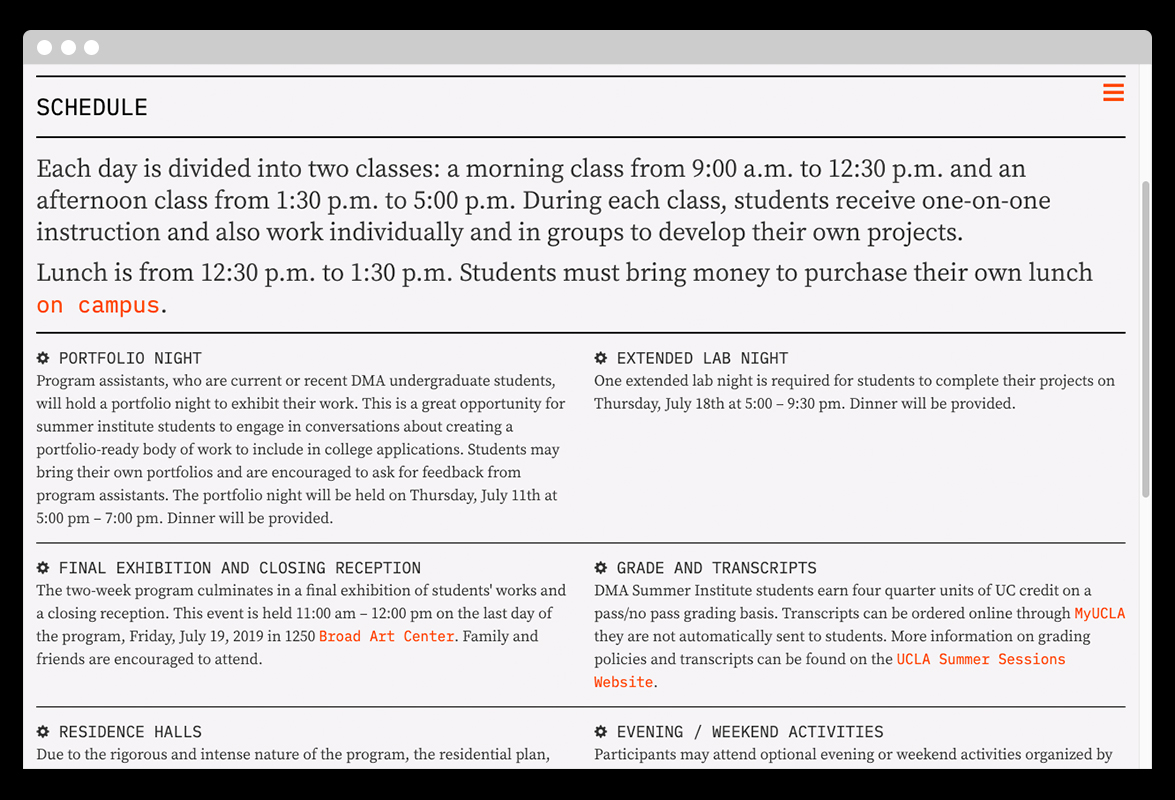 SCHEDULE
Each day is divided into two classes: a morning class from 9:00 a.m. to 12:30 p.m. and an
afternoon class from 1:30 p.m. to 5:00 p.m. During each class, students receive one-on-one
instruction and also work individually and in groups to develop their own projects.
Lunch is from 12:30 p.m. to 1:30 p.m. Students must bring money to purchase their own lunch
on campus.
PORTFOLIO NIGHT
Program assistants, who are current or recent DMA undergraduate students,
will hold a portfolio night to exhibit their work. This is a great opportunity for
summer institute students to engage in conversations about creating a
portfolio-ready body of work to include in college applications. Students may
bring their own portfolios and are encouraged to ask for feedback from
program assistants. The portfolio night will be held on Thursday, July 11th at
5:00 pm – 7:00 pm. Dinner will be provided.
EXTENDED LAB NIGHT
One extended lab night is required for students to complete their projects on
Thursday, July 18th at 5:00 – 9:30 pm. Dinner will be provided.
FINAL EXHIBITION AND CLOSING RECEPTION
The two-week program culminates in a final exhibition of students' works and
a closing reception. This event is held 11:00 am – 12:00 pm on the last day of
the program, Friday, July 19, 2019 in 1250 Broad Art Center. Family and
friends are encouraged to attend.
GRADE AND TRANSCRIPTS
DMA Summer Institute students earn four quarter units of UC credit on a
pass/no pass grading basis. Transcripts can be ordered online through MyUCLA
they are not automatically sent to students. More information on grading
policies and transcripts can be found on the UCLA Summer Sessions
Website.
RESIDENCE HALLS
Due to the rigorous and intense nature of the program, the residential plan,
EVENING / WEEKEND ACTIVITIES
Participants may attend optional evening or weekend activities organized by